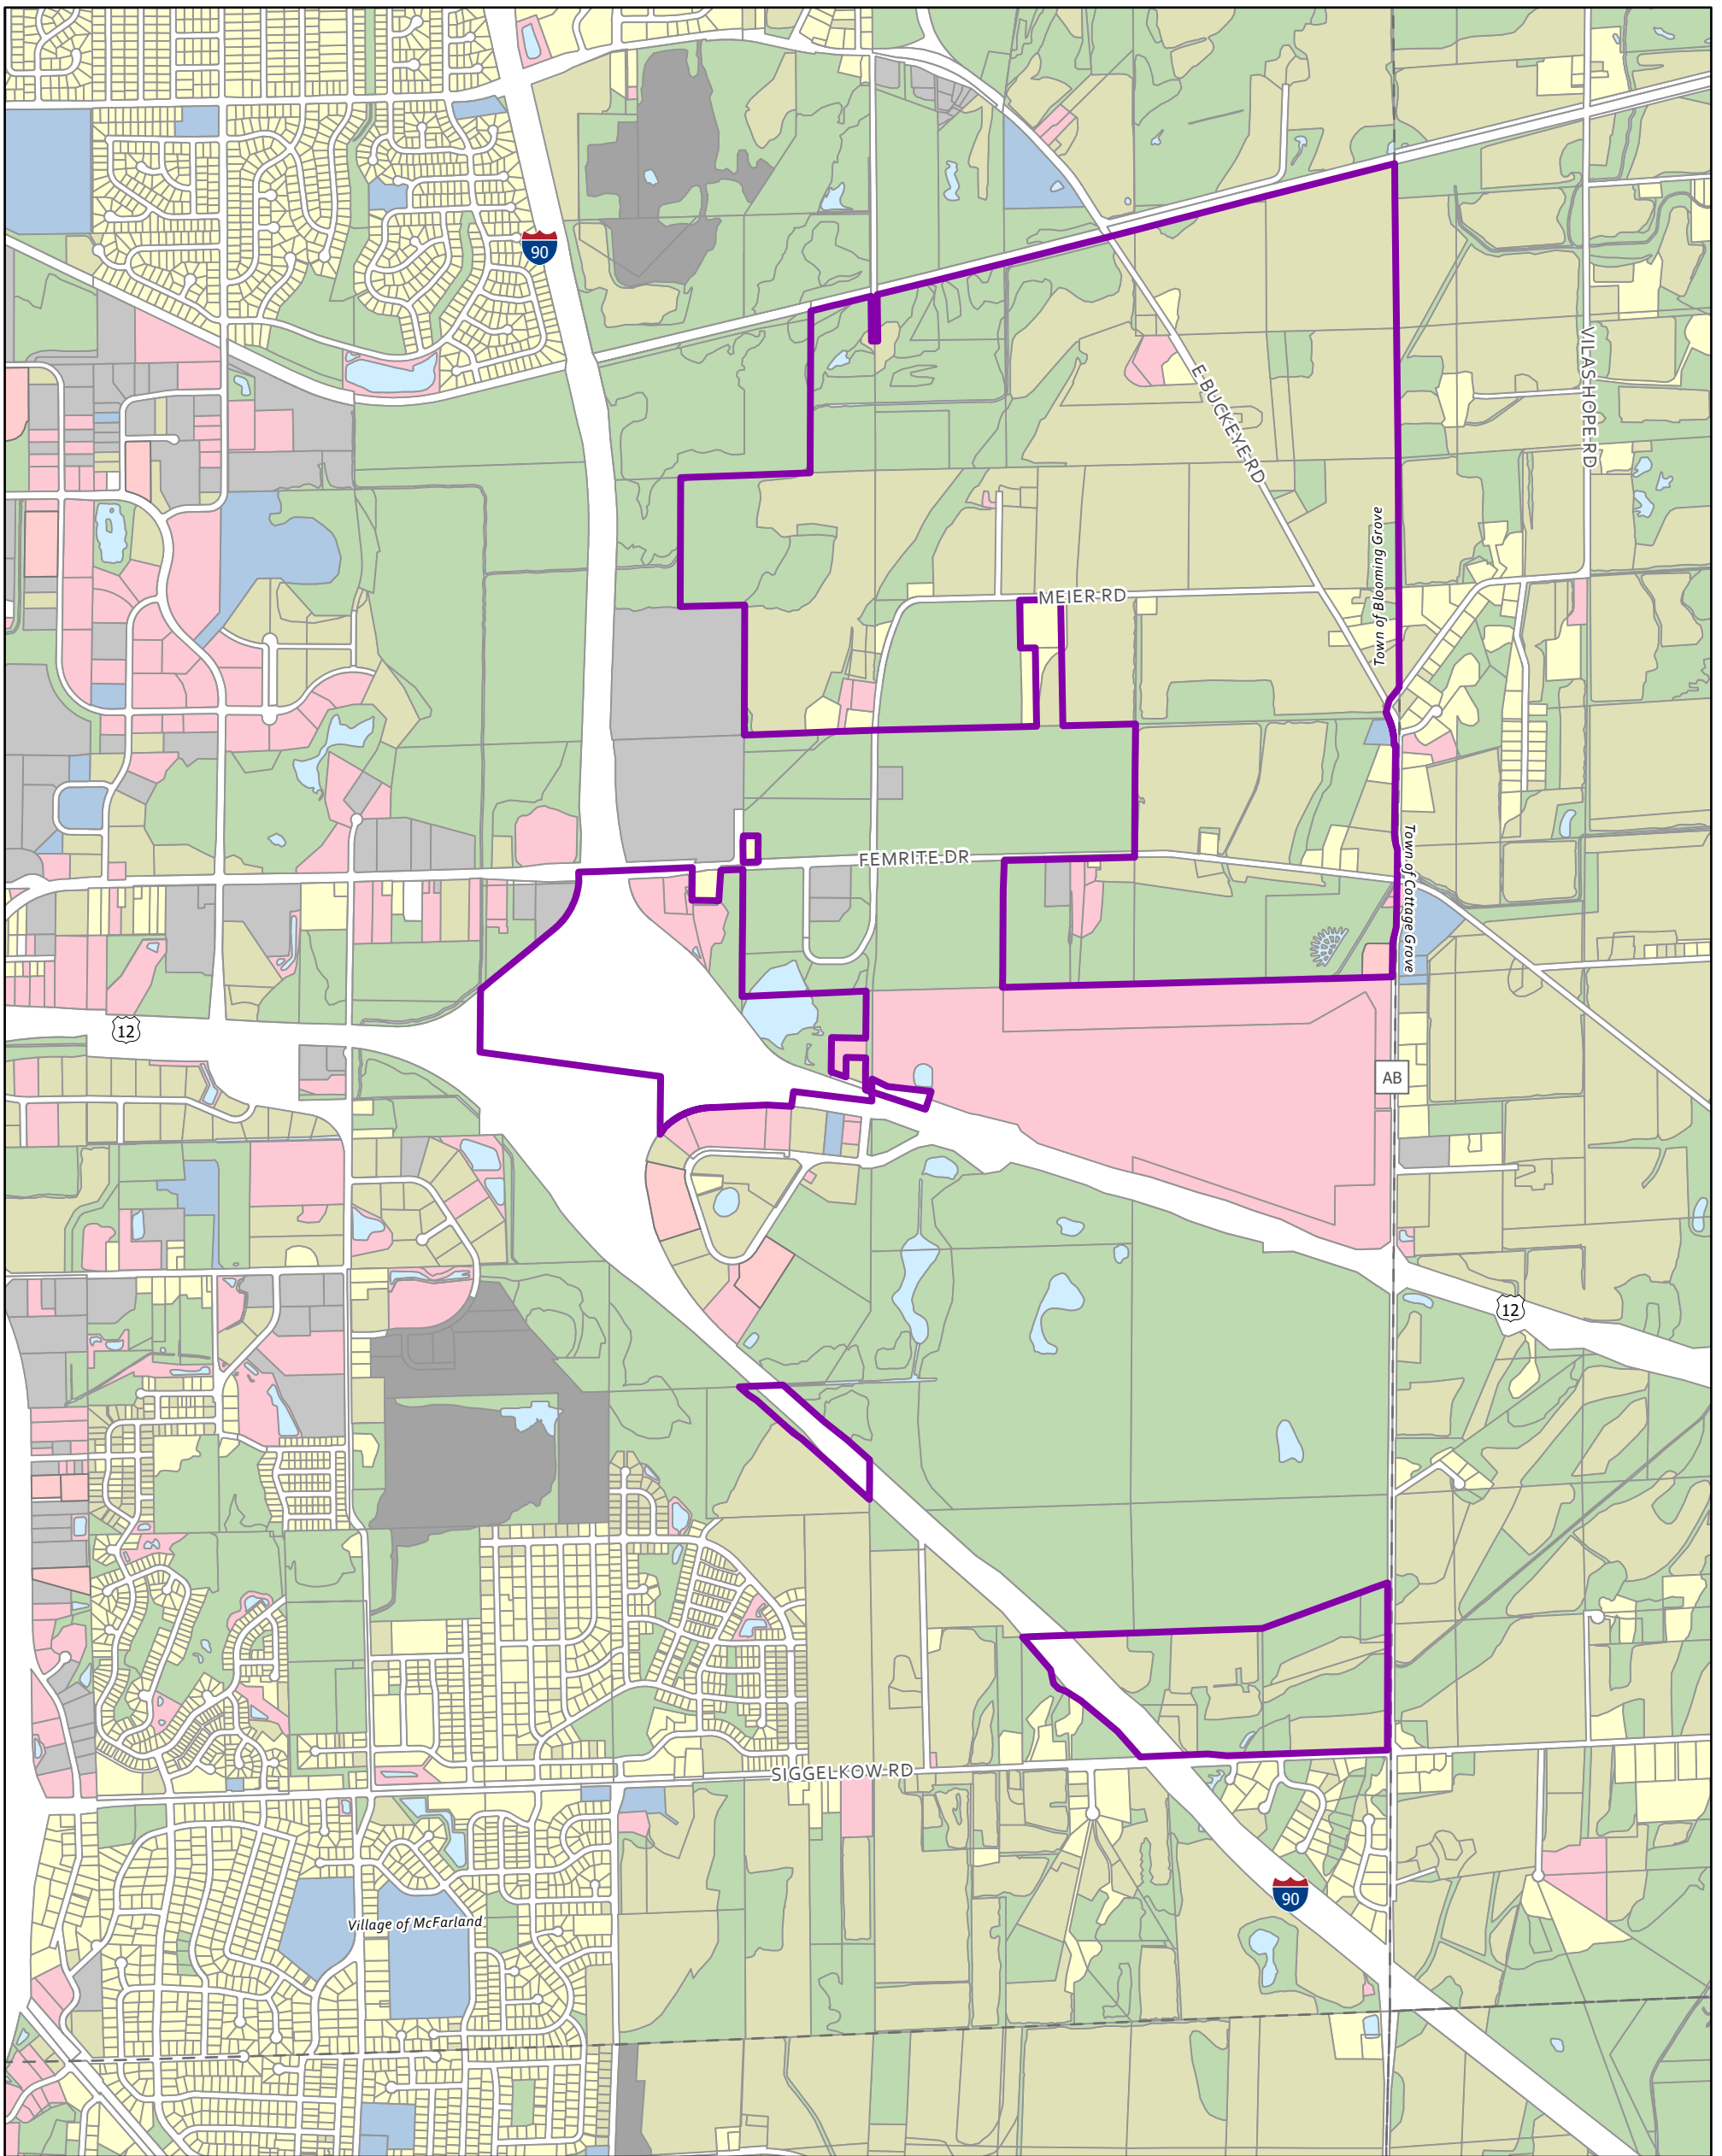 90
VILAS HOPE RD
E BUCKEYE RD
Town of Blooming Grove
MEIER RD
FEMRITE DR
Town of Cottage Grove
12
AB
12
SIGGELKOW RD
90
Village of McFarland